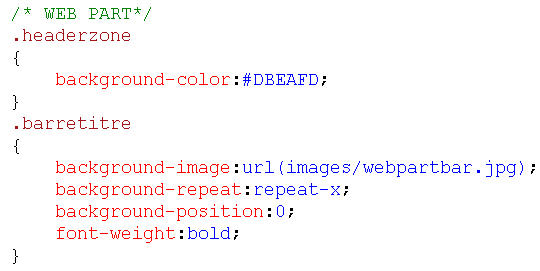 /* WEB PART*/
.headerzone
{
    background-color:#DBEAFD;
}
.barretitre
{
    background-image:url(images/webpartbar.jpg);
    background-repeat:repeat-x;
    background-position:0;
    font-weight:bold;
}